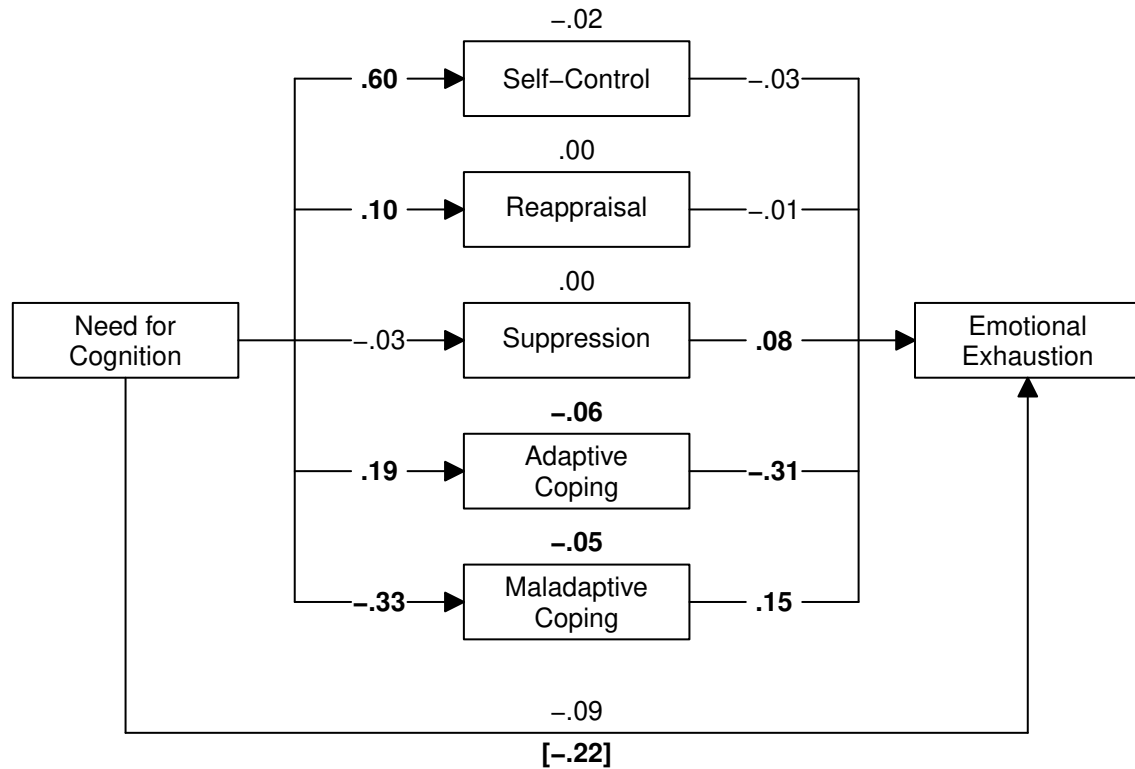 −.02
.60
Self−Control
−.03
.00
.10
Reappraisal
−.01
.00
Need for
Cognition
−.03
Suppression
.08
Emotional
Exhaustion
−.06
.19
Adaptive
Coping
−.31
−.05
−.33
Maladaptive
Coping
.15
−.09
[−.22]